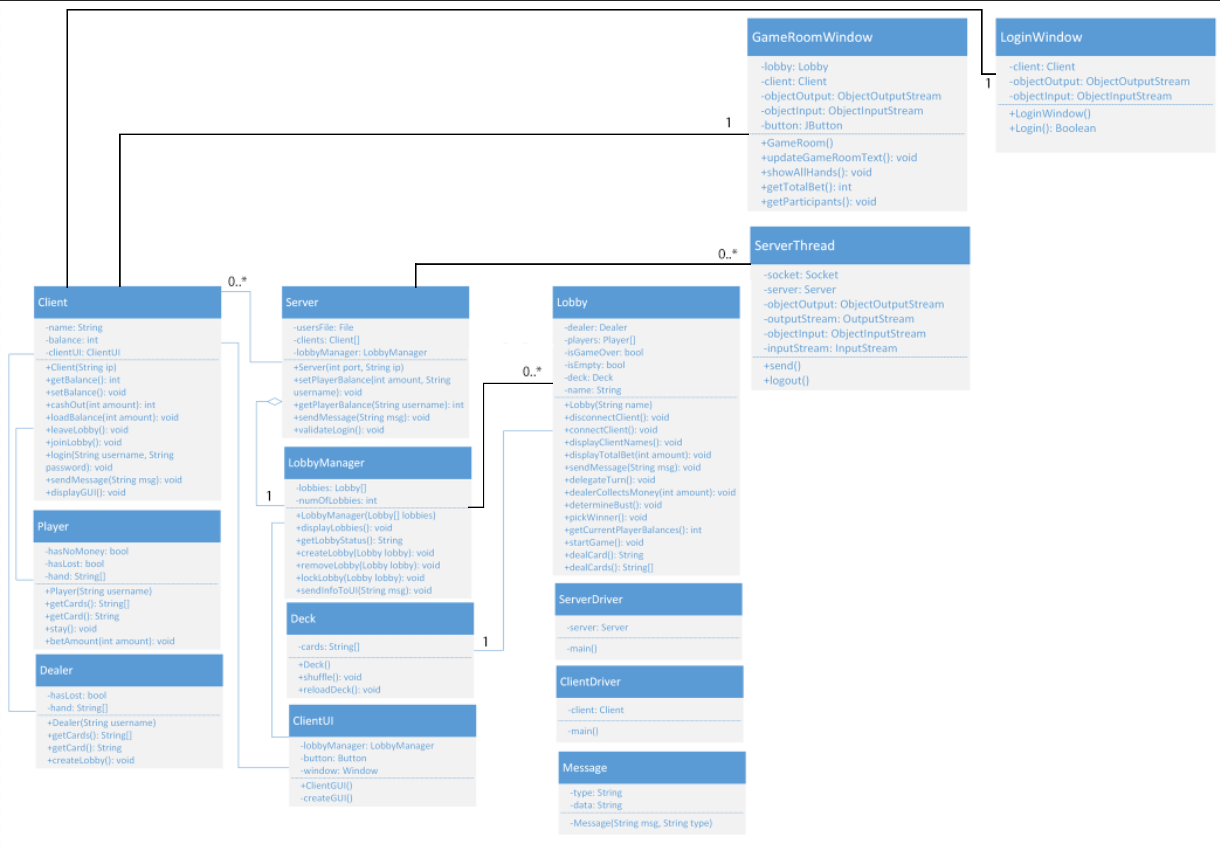 GameRoomWindow
-lobby: Lobby
-client: Client
-objectOutput: ObjectOutputStream
-objectInput: ObjectInputStream
-button: JButton
+GameRoom()
+updateGameRoomText(): void
+showAllHands(): void
+getTotalBet(): int
+getParticipants(): void
LoginWindow
-client: Client
-objectOutput: ObjectOutputStream
-objectInput: ObjectInputStream
+LoginWindow()
+Login(): Boolean
1
1
ServerThread
-socket: Socket
-server: Server
-objectOutput: ObjectOutputStream
-outputStream: OutputStream
-objectInput: ObjectInputStream
-inputStream: InputStream
+send()
+logout()
0..*
0..*
Client
-name: String
-balance: int
-clientUI: ClientUI
+Client(String ip)
+getBalance(): int
+setBalance(): void
+cashOut(int amount): int
+loadBalance(int amount): void
+leaveLobby(): void
+joinLobby(): void
+login(String username, String
password): void
+sendMessage(String msg): void
+displayGUI(): void
Server
-usersFile: File
-clients: Client[]
-lobbyManager: LobbyManager
+Server(int port, String ip)
+setPlayerBalance(int amount, String
username): void
+getPlayerBalance(String username): int
+sendMessage(String msg): void
+validateLogin(): void
Lobby
-dealer: Dealer
-players: Player[]
-isGameOver: bool
-isEmpty: bool
-deck: Deck
-name: String
+Lobby(String name)
+disconnectClient(): void
+connectClient(): void
+displayClientNames(): void
+displayTotalBet(int amount): void
+sendMessage(String msg): void
+delegateTurn(): void
+dealerCollectsMoney(int amount): void
+determineBust(): void
+pickWinner(): void
+getCurrentPlayerBalances(): int
+startGame(): void
+dealCard(): String
+dealCards(): String[]
0..*
LobbyManager
-lobbies: Lobby[]
-numOfLobbies: int
+LobbyManager(Lobby[] lobbies)
+displayLobbies(): void
+getLobbyStatus(): String
+createLobby(Lobby lobby): void
+removeLobby(Lobby lobby): void
+lockLobby(Lobby lobby): void
+sendInfoToUI(String msg): void
1
Player
-hasNoMoney: bool
-hasLost: bool
-hand: String[]
+Player(String username)
+getCards(): String[]
+getCard(): String
+stay(): void
+betAmount(int amount): void
Deck
-cards: String[]
+Deck()
+shuffle(): void
+reloadDeck(): void
1
ServerDriver
-server: Server
-main()
Dealer
-hasLost: bool
-hand: String[]
+Dealer(String username)
+getCards(): String[]
+getCard(): String
+createLobby(): void
ClientUI
-lobbyManager: LobbyManager
-button: Button
-window: Window
+ClientGUI()
-createGUI()
ClientDriver
-client: Client
-main()
Message
-type: String
-data: String
-Message(String msg, String type)